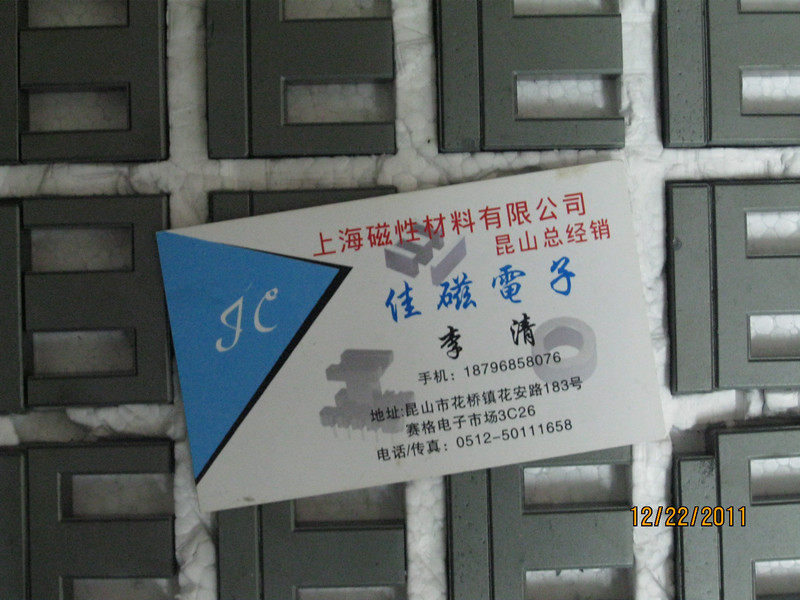 上海磁性材料有限公司
昆山总经销
JC
佳磁電子
李 清
手机：18796858076
地址:昆山市花桥镇花安路183号
赛格电子市场3C26
电话/传真：0512-50111658
12/22/2011